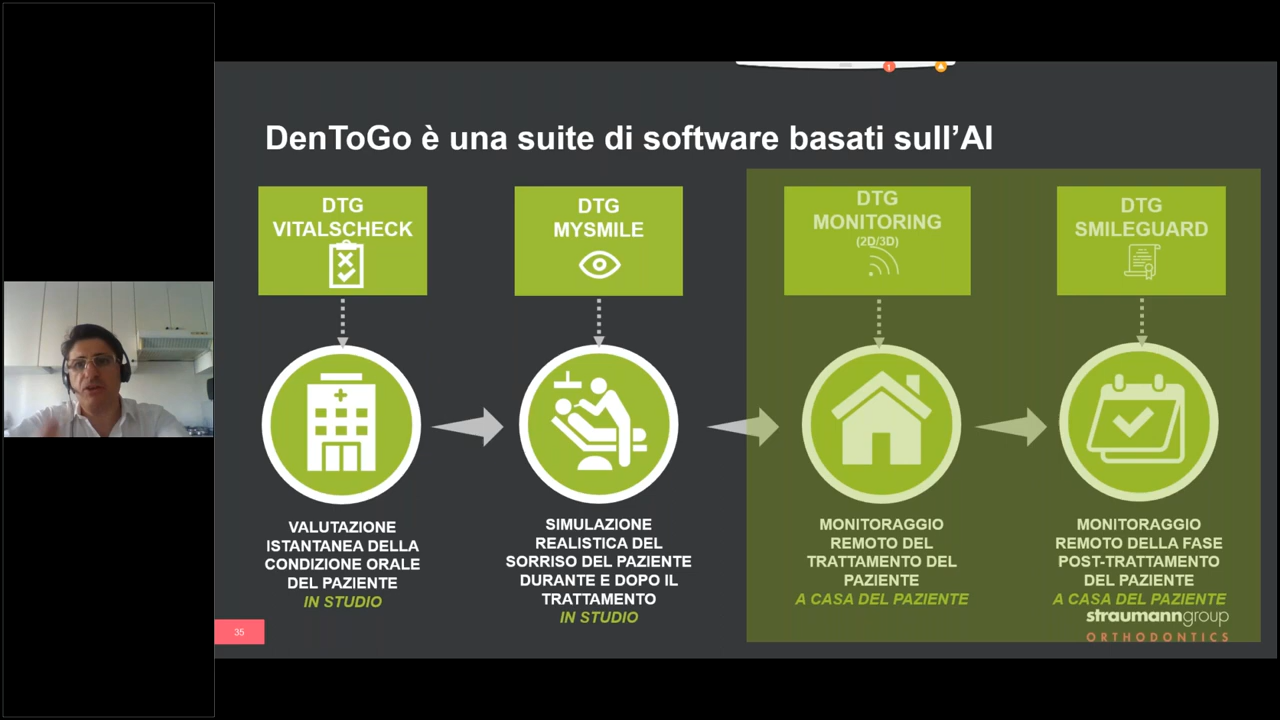 DenToGo è una suite di software basati sull'AI
DTG
VITALSCHECK
DTG
MYSMILE
DTG
MONITORING
(2D/3D)
DTG
SMILEGUARD
VALUTAZIONE
ISTANTANEA DELLA
CONDIZIONE ORALE
DEL PAZIENTE
IN STUDIO
SIMULAZIONE
REALISTICA DEL
SORRISO DEL PAZIENTE
DURANTE E DOPO IL
TRATTAMENTO
IN STUDIO
MONITORAGGIO
REMOTO DEL
TRATTAMENTO DEL
PAZIENTE
A CASA DEL PAZIENTE
MONITORAGGIO
REMOTO DELLA FASE
POST-TRATTAMENTO
DEL PAZIENTE
A CASA DEL PAZIENTE
straumanngroup
ORTHODONTICS
35